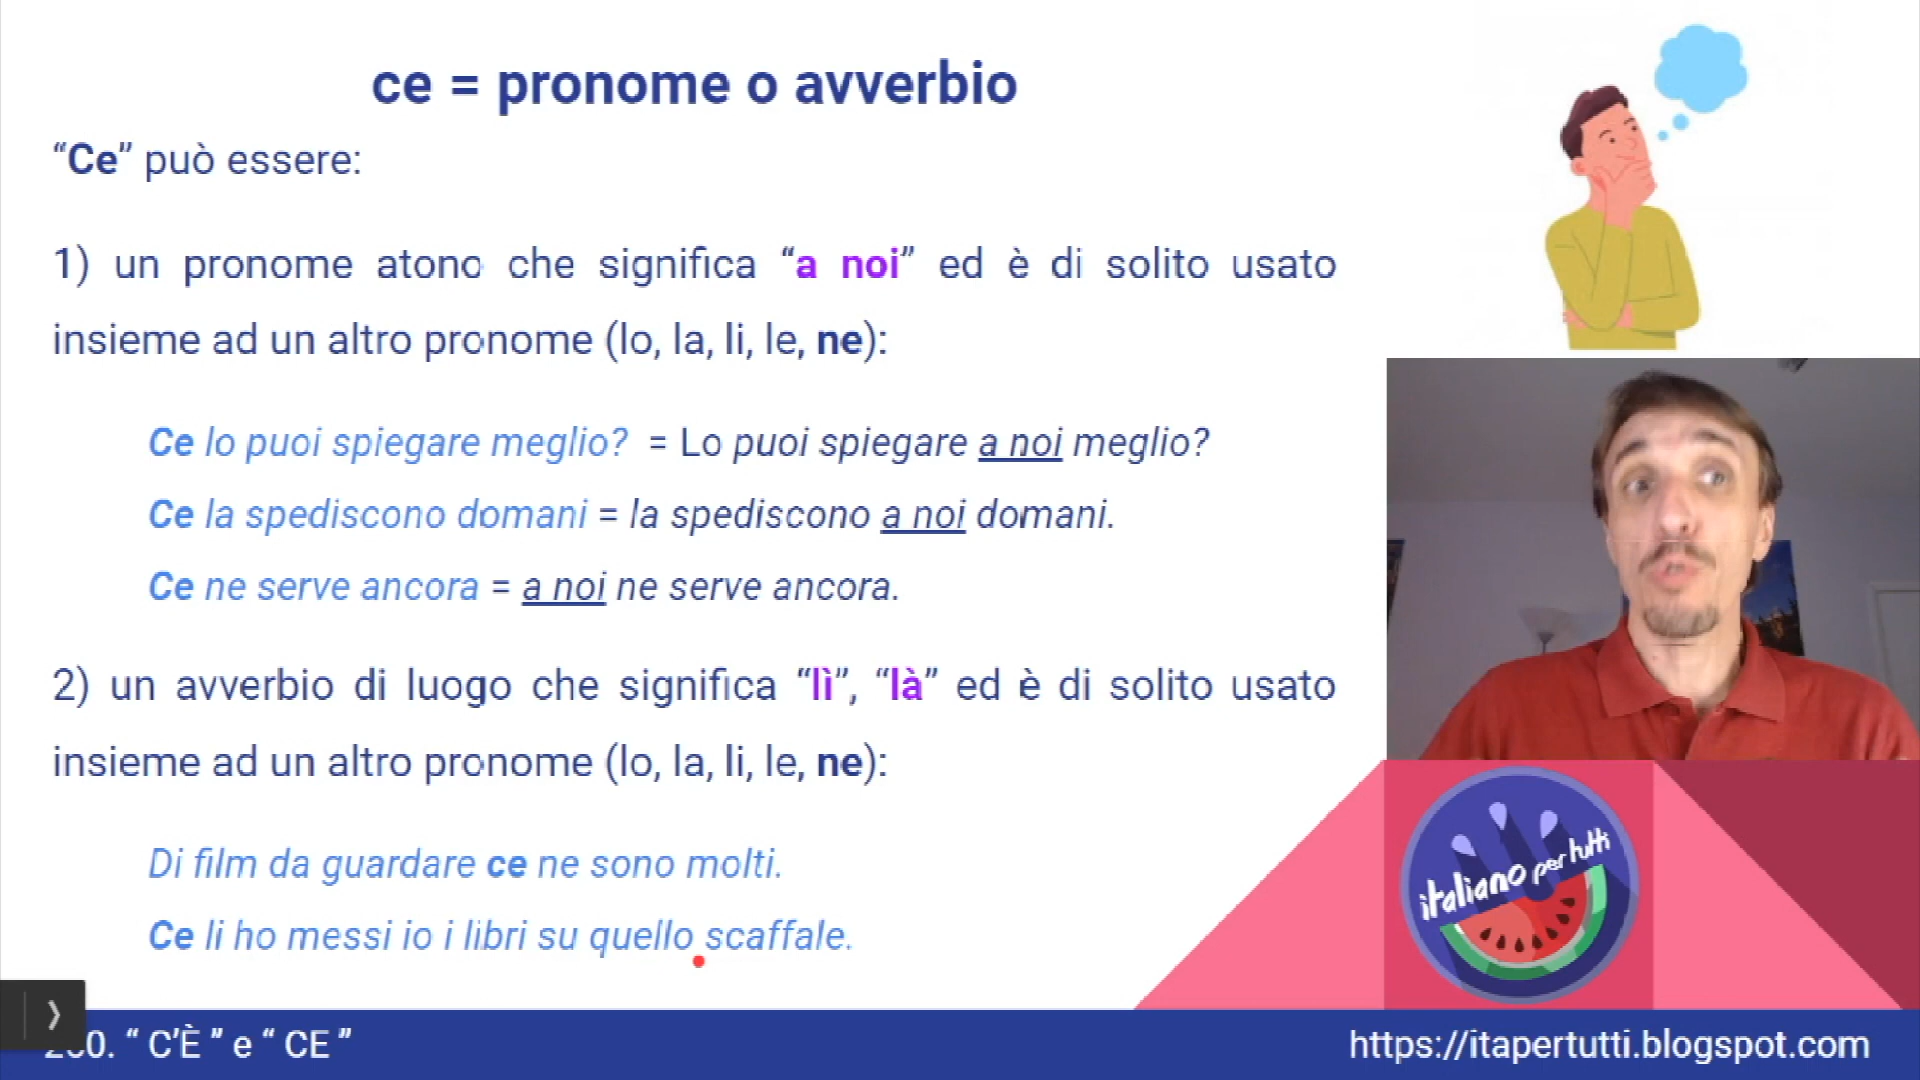 ce = pronome o avverbio
“Ce” può essere:
1) un pronome atono che significa “a noi” ed è di solito usato
insieme ad un altro pronome (lo, la, li, le, ne):
Ce lo puoi spiegare meglio? = Lo puoi spiegare a noi meglio?
Ce la spediscono domani = la spediscono a noi domani.
Ce ne serve ancora = a noi ne serve ancora.
2) un avverbio di luogo che significa “lì”, “là” ed è di solito usato
insieme ad un altro pronome (lo, la, li, le, ne):
Di film da guardare ce ne sono molti.
Ce li ho messi io i libri su quello scaffale.
italiano per tutti
“ C’È ” e “ CE ”
https://itapertutti.blogspot.com